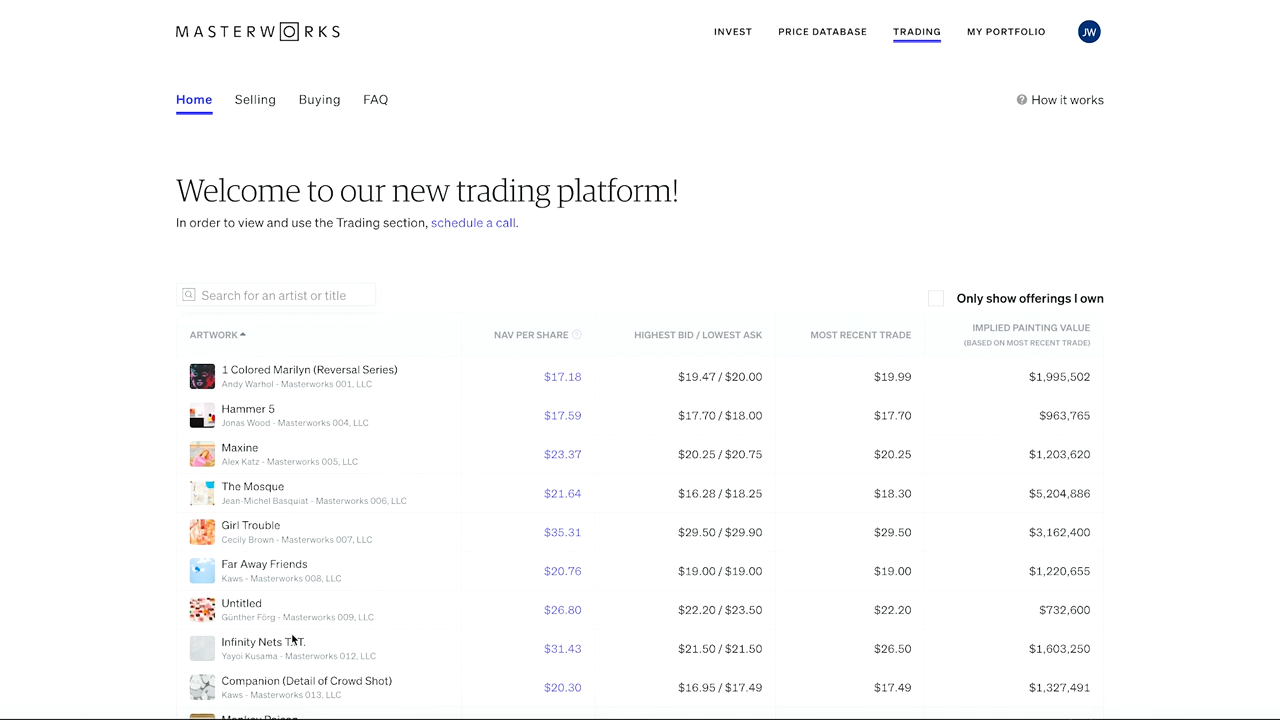 MASTERWORKS
INVEST PRICE DATABASE TRADING MY PORTFOLIO JW
Home Selling Buying FAQ ? How it works
Welcome to our new trading platform!
In order to view and use the Trading section, schedule a call.
Search for an artist or title Only show offerings I own
ARTWORK NAV PER SHARE ? HIGHEST BID / LOWEST ASK MOST RECENT TRADE IMPLIED PAINTING VALUE
(BASED ON MOST RECENT TRADE)
1 Colored Marilyn (Reversal Series) $17.18 $19.47 / $20.00 $19.99 $1,995,502
Andy Warhol - Masterworks 001, LLC
Hammer 5 $17.59 $17.70 / $18.00 $17.70 $963,765
Jonas Wood - Masterworks 004, LLC
Maxine $23.37 $20.25 / $20.75 $20.25 $1,203,620
Alex Katz - Masterworks 005, LLC
The Mosque $21.64 $16.28 / $18.25 $18.30 $5,204,886
Jean-Michel Basquiat - Masterworks 006, LLC
Girl Trouble $35.31 $29.50 / $29.90 $29.50 $3,162,400
Cecily Brown - Masterworks 007, LLC
Far Away Friends $20.76 $19.00 / $19.00 $19.00 $1,220,655
Kaws - Masterworks 008, LLC
Untitled $26.80 $22.20 / $23.50 $22.20 $732,600
Günther Förg - Masterworks 009, LLC
Infinity Nets $31.43 $21.50 / $21.50 $26.50 $1,603,250
Yayoi Kusama - Masterworks 012, LLC
Companion (Detail of Crowd Shot) $20.30 $16.95 / $17.49 $17.49 $1,327,491
Kaws - Masterworks 013, LLC